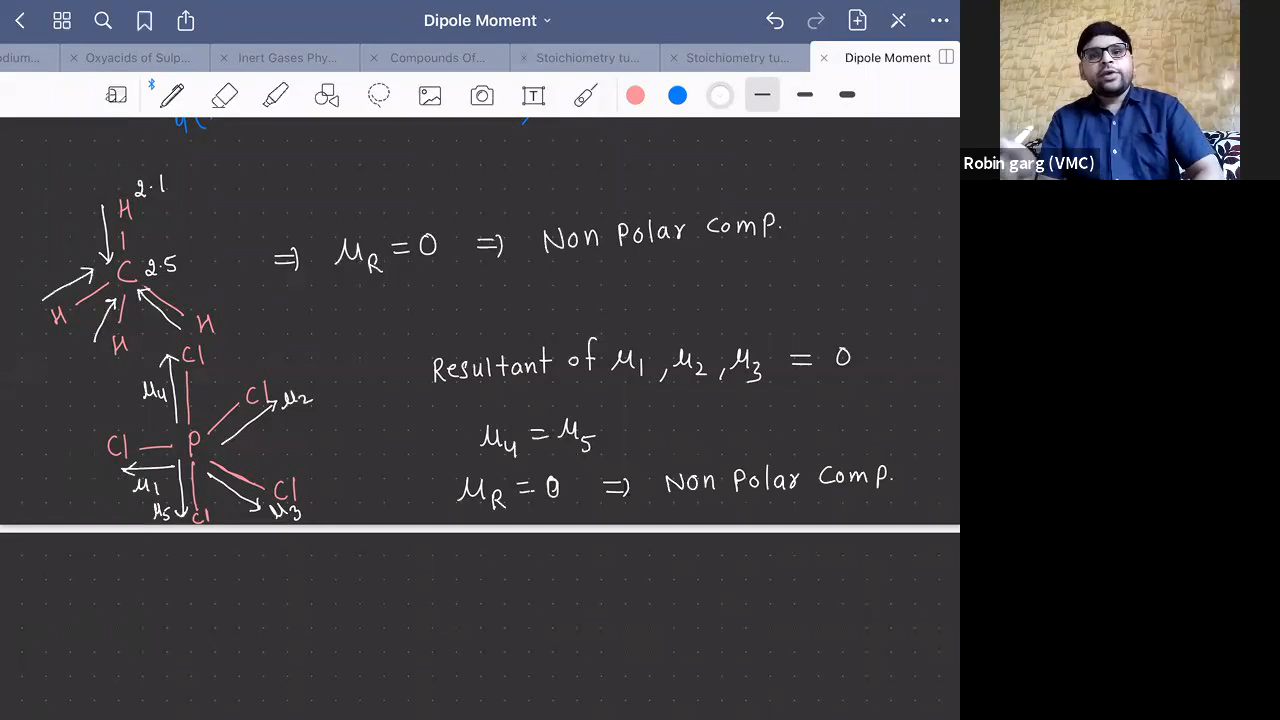 Dipole Moment
odium...
Oxyacids of Sulp...
Inert Gases Phy...
Compounds Of...
Stoichiometry tu...
Stoichiometry tu...
Dipole Moment
T
Robin garg (VMC)
H 2.1
C 2.5
H
H
H
⇒ μR = 0 ⇒ Non Polar comp.
Cl
μ4
Cl
μ2
Cl
P
μ1
Cl
μ5
Cl
μ3
Resultant of μ1, μ2, μ3 = 0
μ4 = μ5
μR = 0 ⇒ Non Polar comp.